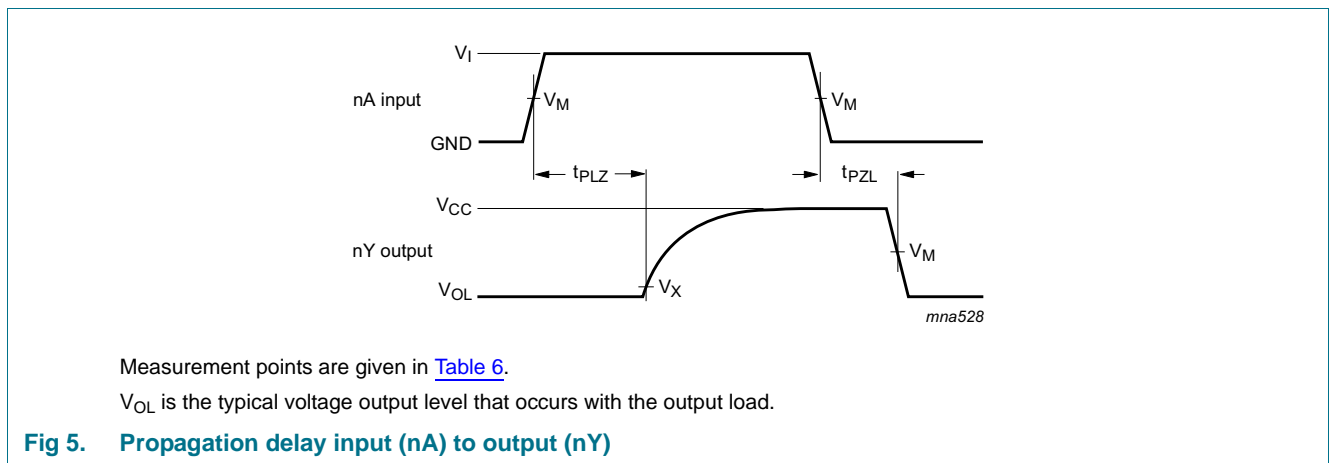 VI
nA input
VM
VM
GND
tPLZ
tPZL
VCC
nY output
VM
VOL
VX
mna528
Measurement points are given in Table 6.
VOL is the typical voltage output level that occurs with the output load.
Fig 5. Propagation delay input (nA) to output (nY)